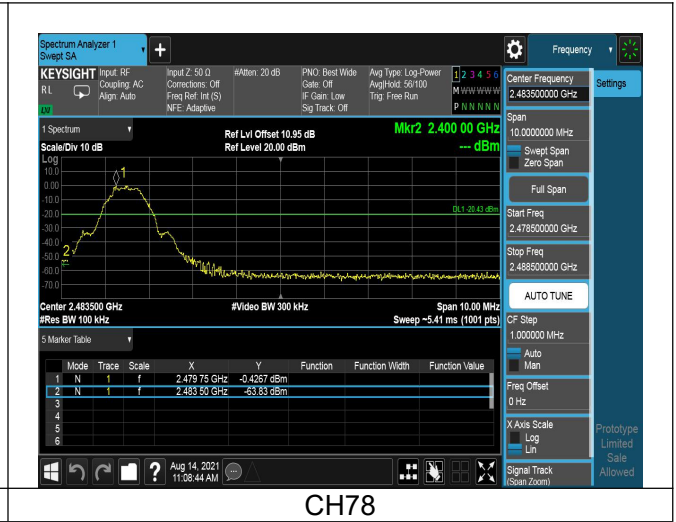 Spectrum Analyzer 1
Swept SA
+
Frequency
KEYSIGHT
R L
LXI
Input: RF
Coupling: AC
Align: Auto
Input Z: 50 Ω
Corrections: Off
Freq Ref: Int (S)
NFE: Adaptive
#Atten: 20 dB
PNO: Best Wide
Gate: Off
IF Gain: Low
Sig Track: Off
Avg Type: Log-Power
Avg|Hold: 56/100
Trig: Free Run
1 2 3 4 5 6
M W W W W W
P N N N N N
1 Spectrum
Scale/Div 10 dB
Ref Lvl Offset 10.95 dB
Ref Level 20.00 dBm
Mkr2 2.400 00 GHz
--- dBm
Log
10.0
0.00
-10.0
-20.0
-30.0
-40.0
-50.0
-60.0
-70.0
1
2
DL1 -20.43 dBm
Center 2.483500 GHz
#Res BW 100 kHz
#Video BW 300 kHz
Span 10.00 MHz
Sweep ~5.41 ms (1001 pts)
5 Marker Table
Mode Trace Scale X Y Function Function Width Function Value
1 N 1 f 2.479 75 GHz -0.4267 dBm
2 N 1 f 2.483 50 GHz -63.83 dBm
3
4
5
6
Aug 14, 2021
11:08:44 AM
?
Center Frequency
2.483500000 GHz
Settings
Span
10.0000000 MHz
Swept Span
Zero Span
Full Span
Start Freq
2.478500000 GHz
Stop Freq
2.488500000 GHz
AUTO TUNE
CF Step
1.000000 MHz
Auto
Man
Freq Offset
0 Hz
X Axis Scale
Log
Lin
Signal Track
(Span Zoom)
Prototype
Limited
Sale
Allowed
CH78